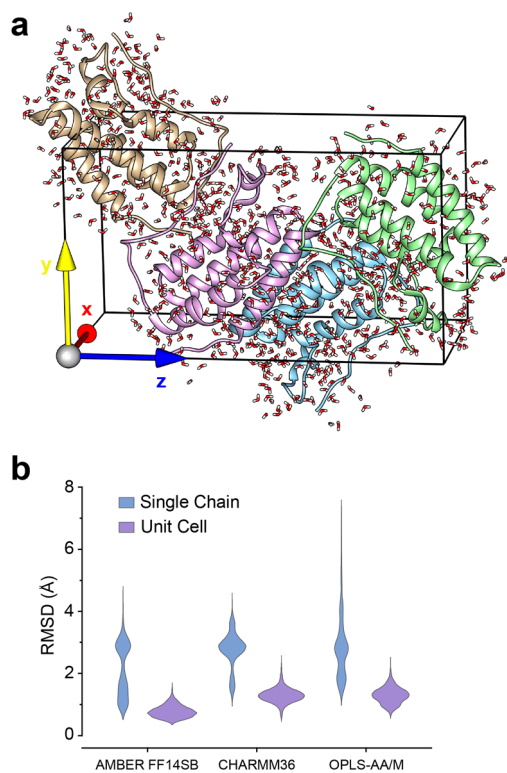 a
y
x
z
b
8
Single Chain
Unit Cell
6
RMSD (Å)
4
2
0
AMBER FF14SB CHARMM36 OPLS-AA/M